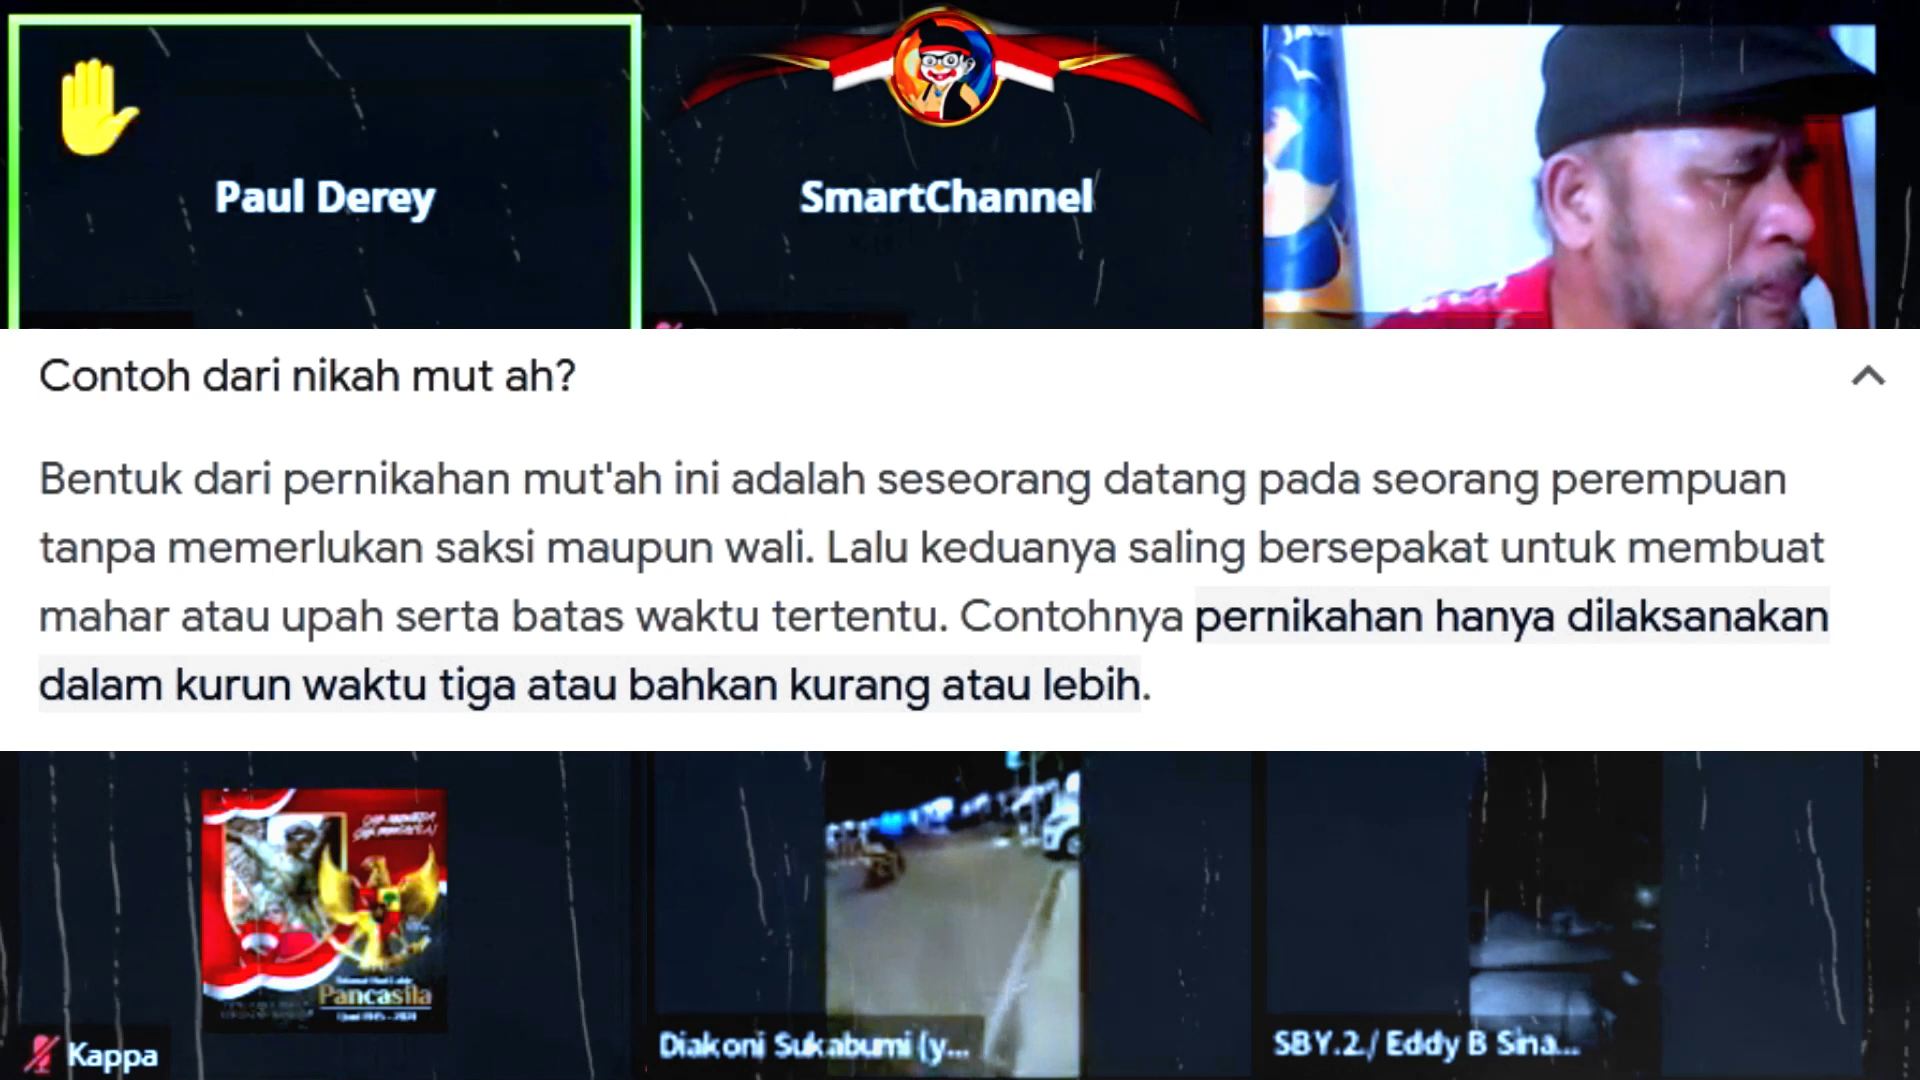 Paul Derey
SmartChannel
Contoh dari nikah mut ah?
Bentuk dari pernikahan mut'ah ini adalah seseorang datang pada seorang perempuan
tanpa memerlukan saksi maupun wali. Lalu keduanya saling bersepakat untuk membuat
mahar atau upah serta batas waktu tertentu. Contohnya pernikahan hanya dilaksanakan
dalam kurun waktu tiga atau bahkan kurang atau lebih.
Pancasila
Kappa
Diakoni Sukabumi (y...
SBY.2./ Eddy B Sina...